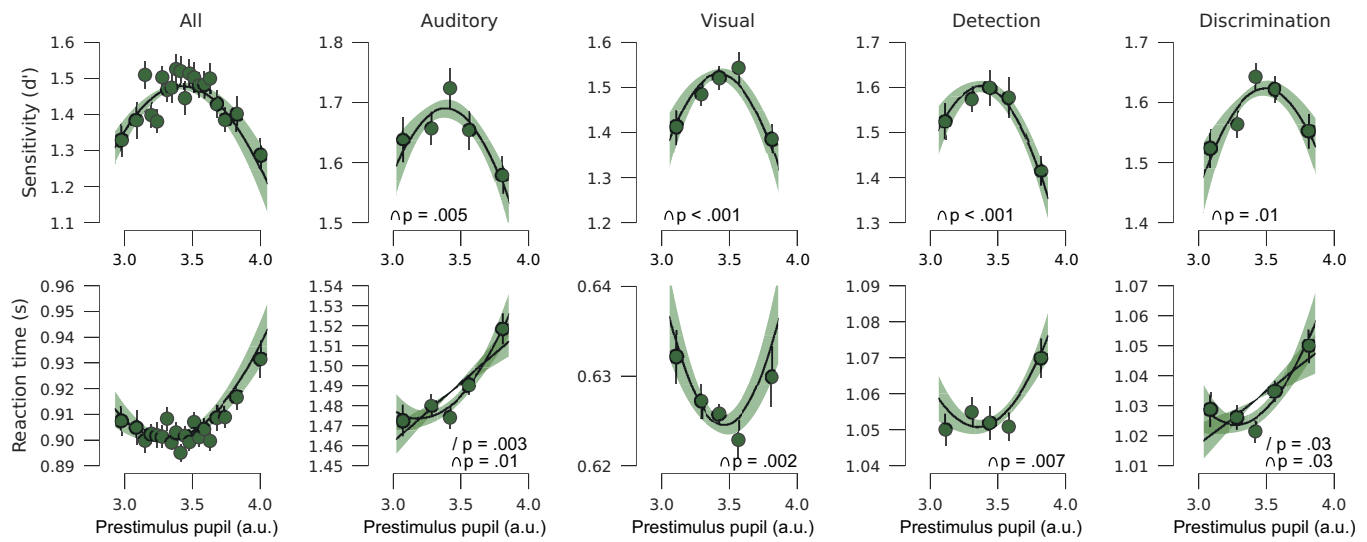 All Auditory Visual Detection Discrimination
Sensitivity (d')
1.6 1.5 1.4 1.3 1.2 1.1
3.0 3.5 4.0
1.8 1.7 1.6 1.5
∩p = .005
3.0 3.5 4.0
1.6 1.5 1.4 1.3 1.2
∩p < .001
3.0 3.5 4.0
1.7 1.6 1.5 1.4 1.3
∩p < .001
3.0 3.5 4.0
1.7 1.6 1.5 1.4
∩p = .01
3.0 3.5 4.0
Reaction time (s)
0.96 0.95 0.94 0.93 0.92 0.91 0.90 0.89
3.0 3.5 4.0
Prestimulus pupil (a.u.)
1.54 1.53 1.52 1.51 1.50 1.49 1.48 1.47 1.46 1.45
/ p = .003
∩p = .01
3.0 3.5 4.0
Prestimulus pupil (a.u.)
0.64 0.63 0.62
∩p = .002
3.0 3.5 4.0
Prestimulus pupil (a.u.)
1.09 1.08 1.07 1.06 1.05 1.04
∩p = .007
3.0 3.5 4.0
Prestimulus pupil (a.u.)
1.07 1.06 1.05 1.04 1.03 1.02 1.01
/ p = .03
∩p = .03
3.0 3.5 4.0
Prestimulus pupil (a.u.)